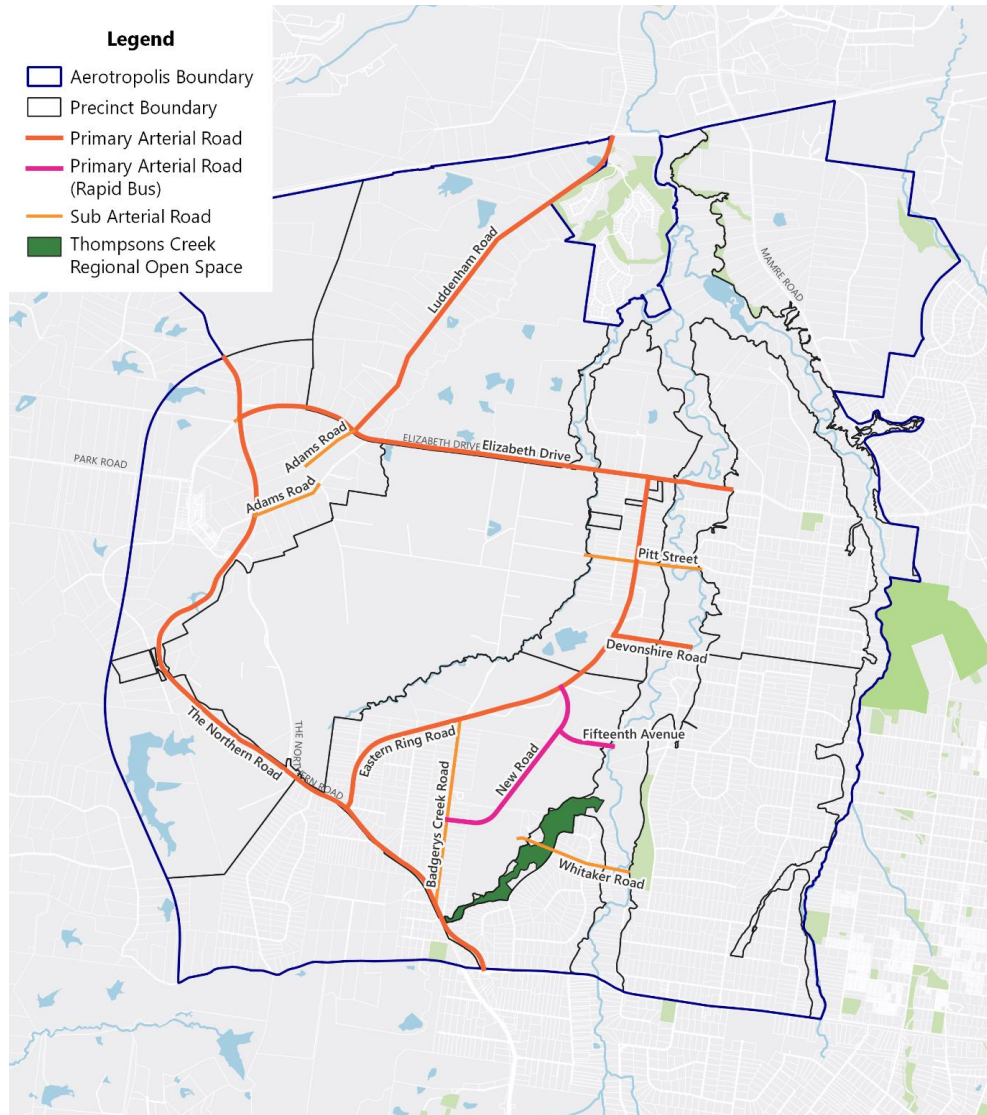 Legend
Aerotropolis Boundary
Precinct Boundary
Primary Arterial Road
Primary Arterial Road
(Rapid Bus)
Sub Arterial Road
Thompsons Creek
Regional Open Space
Luddenham Road
MAMRE ROAD
Adams Road
ELIZABETH DRIVE
Elizabeth Drive
PARK ROAD
Adams Road
Pitt Street
Devonshire Road
The Northern Road
THE NORTHERN ROAD
Eastern Ring Road
Fifteenth Avenue
New Road
Badgerys Creek Road
Whitaker Road